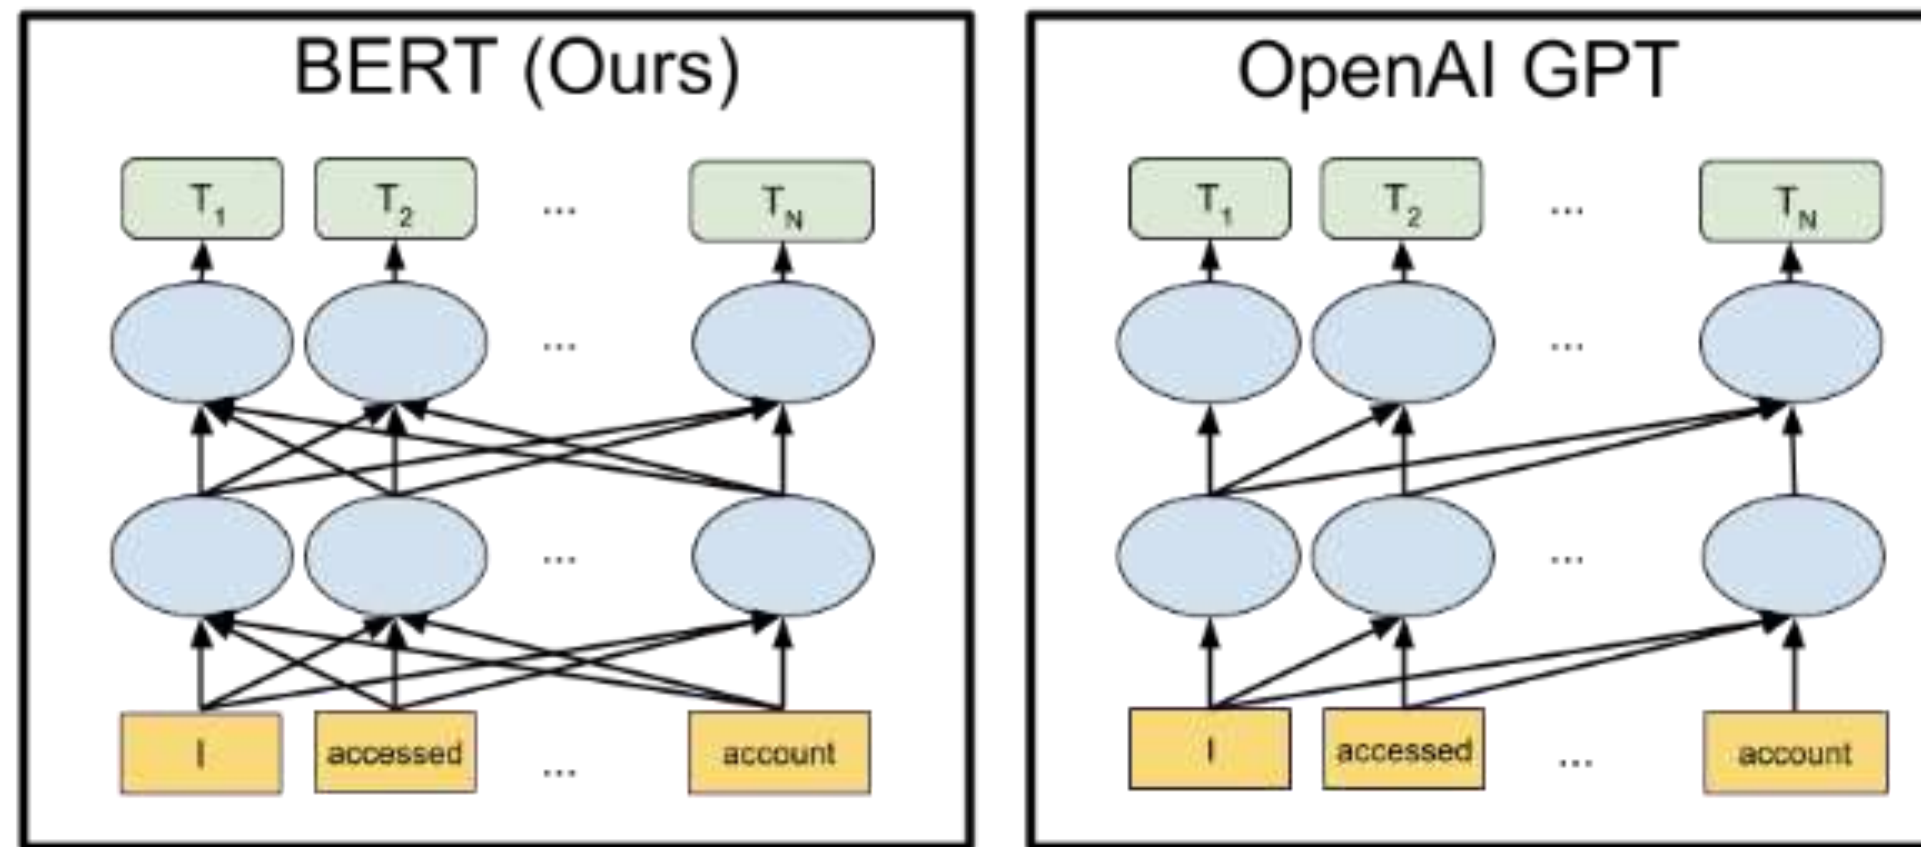 BERT (Ours)
T1 T2 ... TN
...
...
I accessed ... account
OpenAI GPT
T1 T2 ... TN
...
...
I accessed ... account